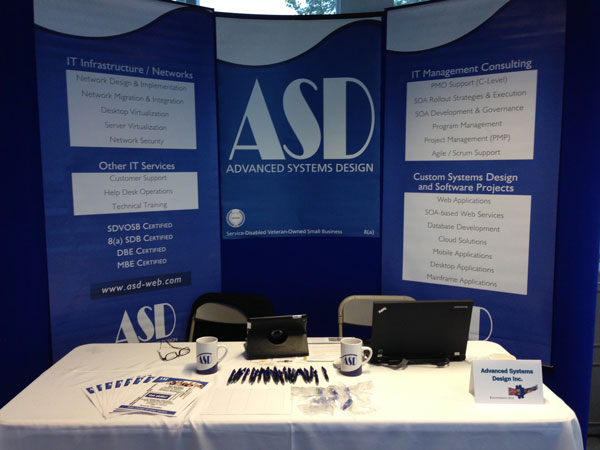 IT Infrastructure / Networks
Network Design & Implementation
Network Migration & Integration
Desktop Virtualization
Server Virtualization
Network Security
Other IT Services
Customer Support
Help Desk Operations
Technical Training
SDVOSB Certified
8(a) SDB Certified
DBE Certified
MBE Certified
www.asd-web.com
ASD
DESIGN
ASD
ADVANCED SYSTEMS DESIGN
Service-Disabled Veteran-Owned Small Business
8(a)
IT Management Consulting
PMO Support (C-Level)
SOA Rollout Strategies & Execution
SOA Development & Governance
Program Management
Project Management (PMP)
Agile / Scrum Support
Custom Systems Design
and Software Projects
Web Applications
SOA-based Web Services
Database Development
Cloud Solutions
Mobile Applications
Desktop Applications
Mainframe Applications
ASD
ASD
Advanced Systems
Design Inc.